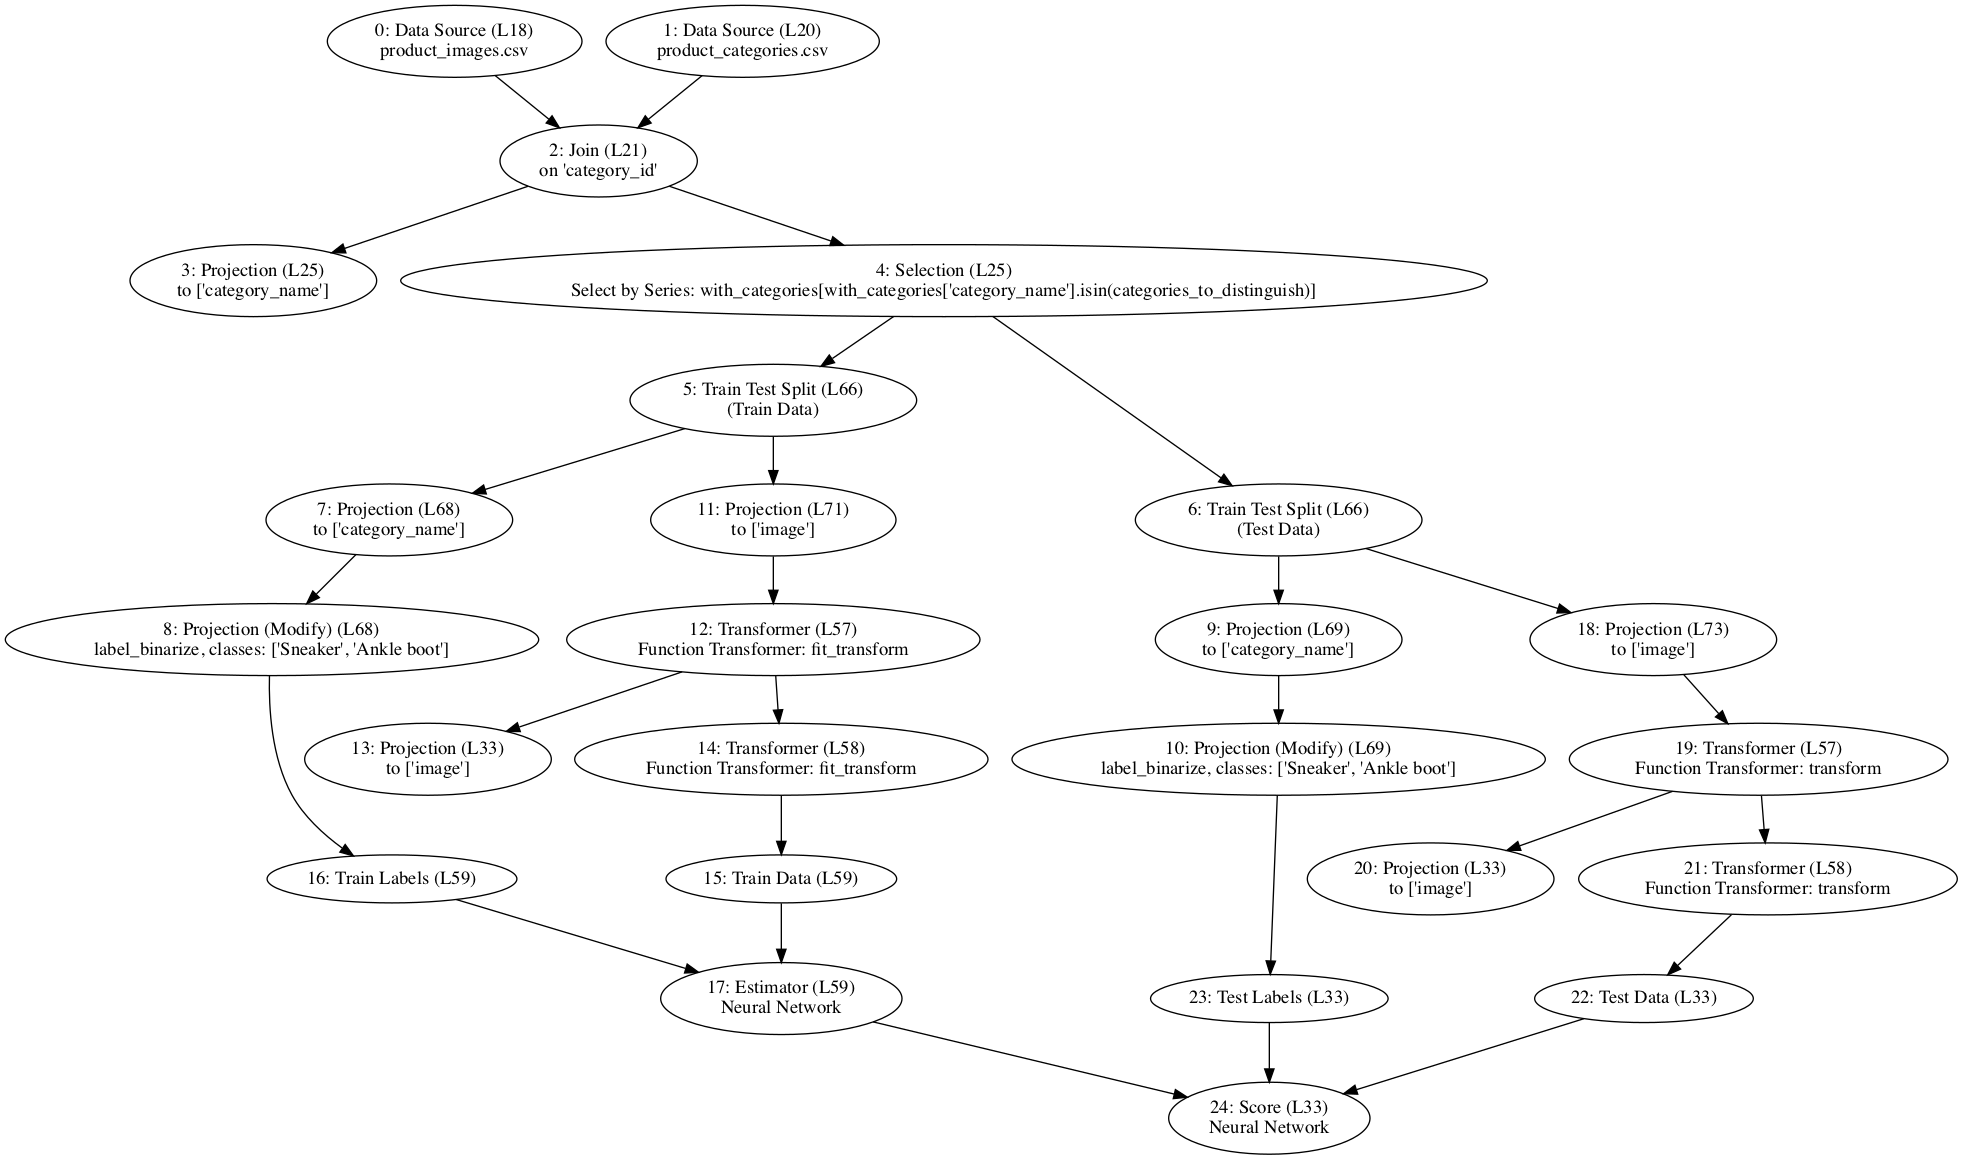 0: Data Source (L18)
product_images.csv
1: Data Source (L20)
product_categories.csv
2: Join (L21)
on 'category_id'
3: Projection (L25)
to ['category_name']
4: Selection (L25)
Select by Series: with_categories[with_categories['category_name'].isin(categories_to_distinguish)]
5: Train Test Split (L66)
(Train Data)
7: Projection (L68)
to ['category_name']
11: Projection (L71)
to ['image']
6: Train Test Split (L66)
(Test Data)
8: Projection (Modify) (L68)
label_binarize, classes: ['Sneaker', 'Ankle boot']
12: Transformer (L57)
Function Transformer: fit_transform
9: Projection (L69)
to ['category_name']
18: Projection (L73)
to ['image']
13: Projection (L33)
to ['image']
14: Transformer (L58)
Function Transformer: fit_transform
10: Projection (Modify) (L69)
label_binarize, classes: ['Sneaker', 'Ankle boot']
19: Transformer (L57)
Function Transformer: transform
16: Train Labels (L59)
15: Train Data (L59)
20: Projection (L33)
to ['image']
21: Transformer (L58)
Function Transformer: transform
17: Estimator (L59)
Neural Network
23: Test Labels (L33)
22: Test Data (L33)
24: Score (L33)
Neural Network